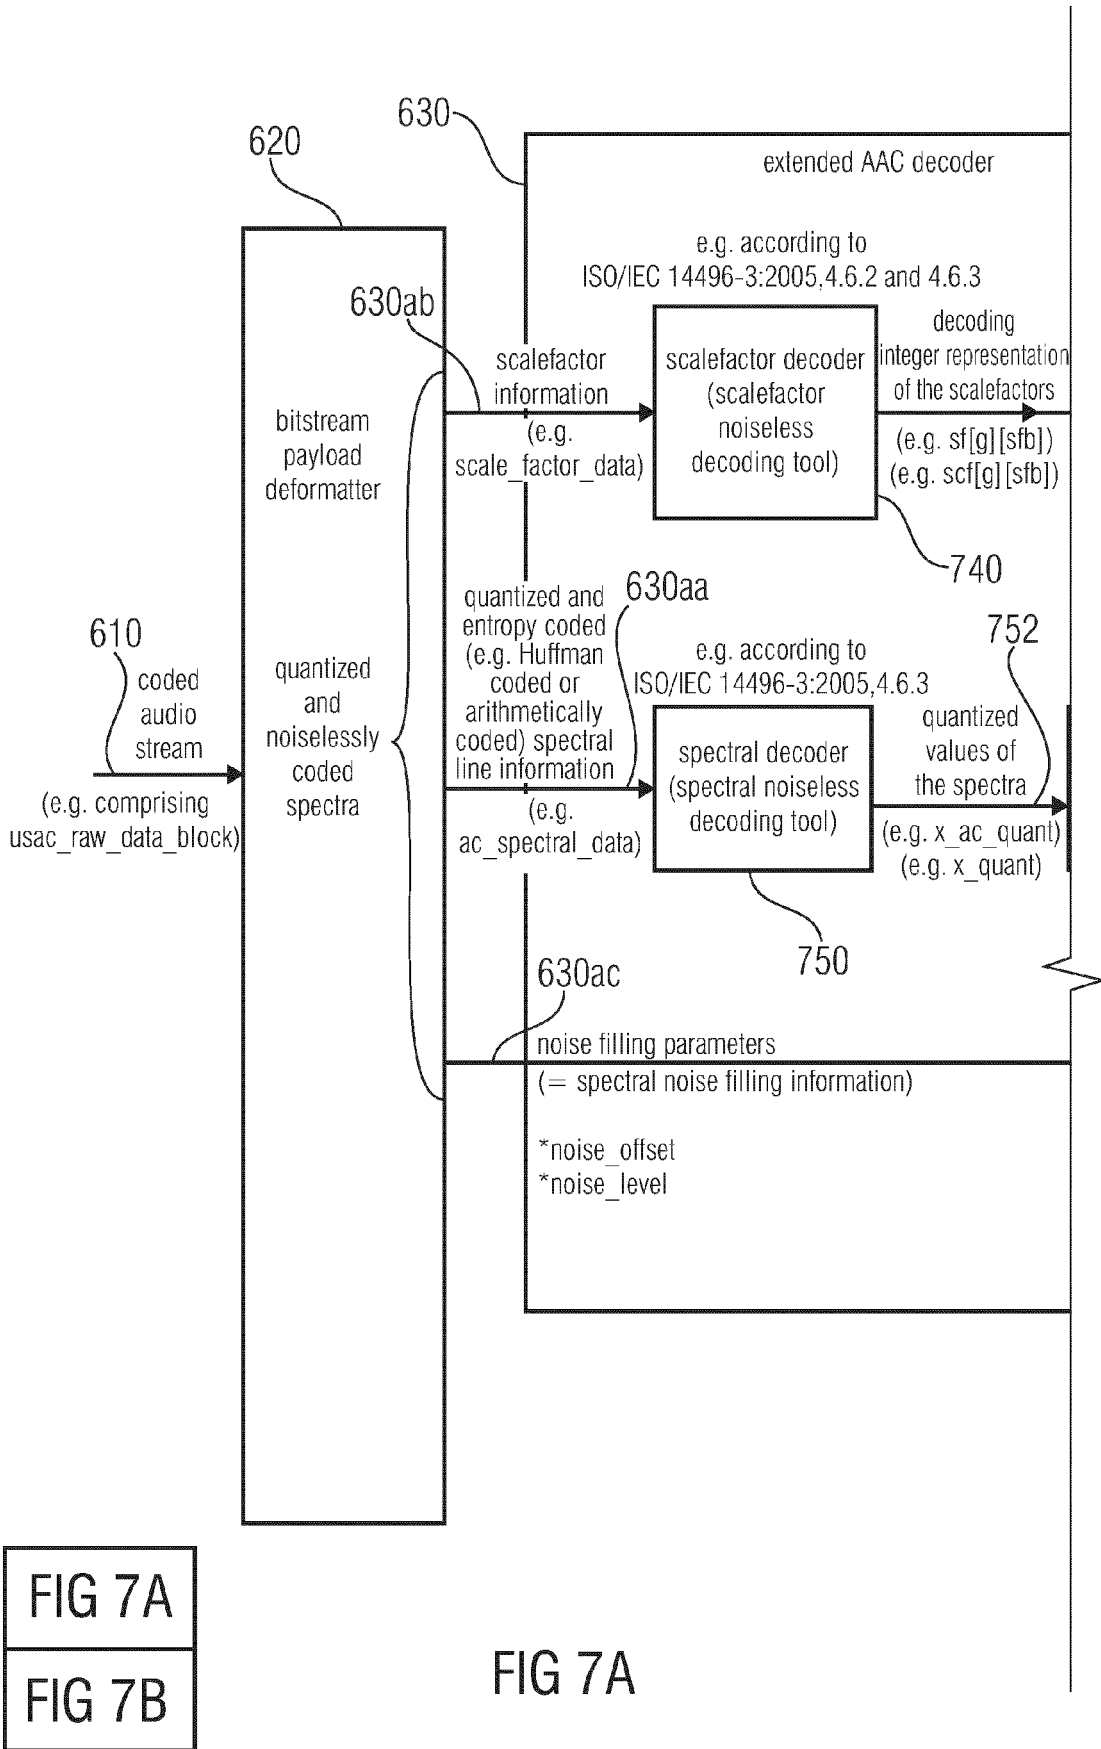 630
620
extended AAC decoder
e.g. according to
ISO/IEC 14496-3:2005,4.6.2 and 4.6.3
630ab
scalefactor
information
(e.g.
scale_factor_data)
scalefactor decoder
(scalefactor
noiseless
decoding tool)
decoding
integer representation
of the scalefactors
(e.g. sf[g][sfb])
(e.g. scf[g][sfb])
740
bitstream
payload
deformatter
610
coded
audio
stream
(e.g. comprising
usac_raw_data_block)
quantized
and
noiselessly
coded
spectra
quantized and
entropy coded
(e.g. Huffman
coded or
arithmetically
coded) spectral
line information
(e.g.
ac_spectral_data)
630aa
e.g. according to
ISO/IEC 14496-3:2005,4.6.3
spectral decoder
(spectral noiseless
decoding tool)
750
752
quantized
values of
the spectra
(e.g. x_ac_quant)
(e.g. x_quant)
630ac
noise filling parameters
(= spectral noise filling information)
*noise_offset
*noise_level
FIG 7A
FIG 7B
FIG 7A